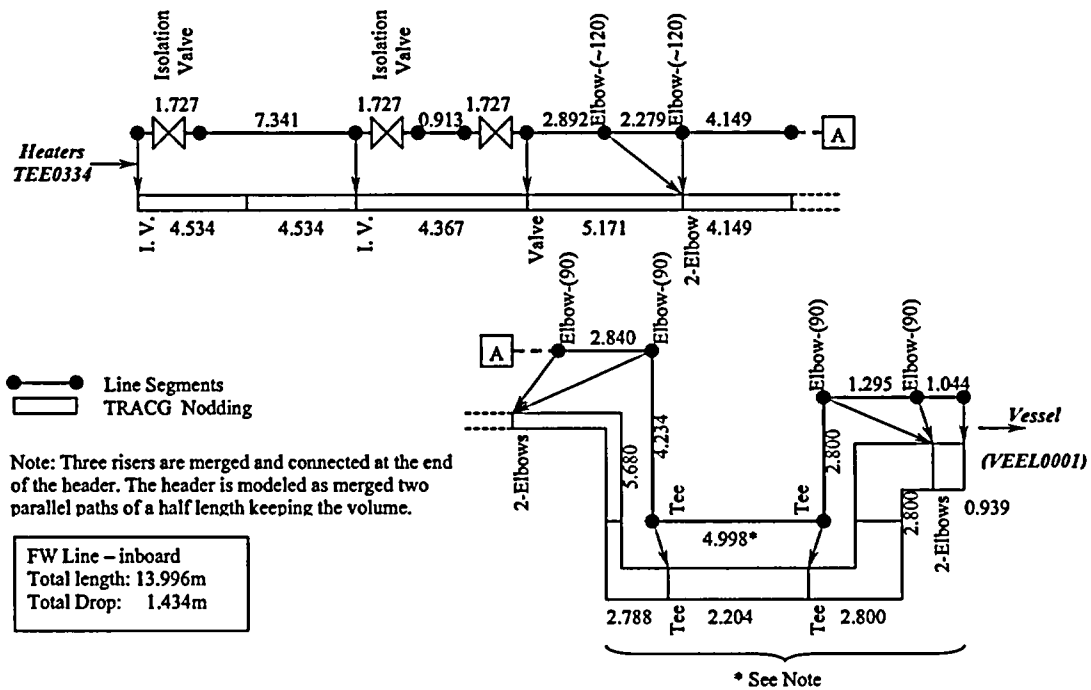 Isolation
Valve
Isolation
Valve
Elbow-(~120)
Elbow-(~120)
1.727
7.341
1.727
0.913
1.727
2.892
2.279
4.149
A
Heaters
TEE0334
I. V.
4.534
4.534
I. V.
4.367
Valve
5.171
2-Elbow
4.149
Elbow-(90)
Elbow-(90)
A
2.840
Elbow-(90)
Elbow-(90)
1.295
1.044
Vessel
(VEEL0001)
Line Segments
TRACG Nodding
2-Elbows
5.680
4.234
2.800
2.800
2-Elbows
0.939
Note: Three risers are merged and connected at the end
of the header. The header is modeled as merged two
parallel paths of a half length keeping the volume.
Tee
Tee
4.998*
FW Line – inboard
Total length: 13.996m
Total Drop: 1.434m
2.788
Tee
2.204
Tee
2.800
* See Note